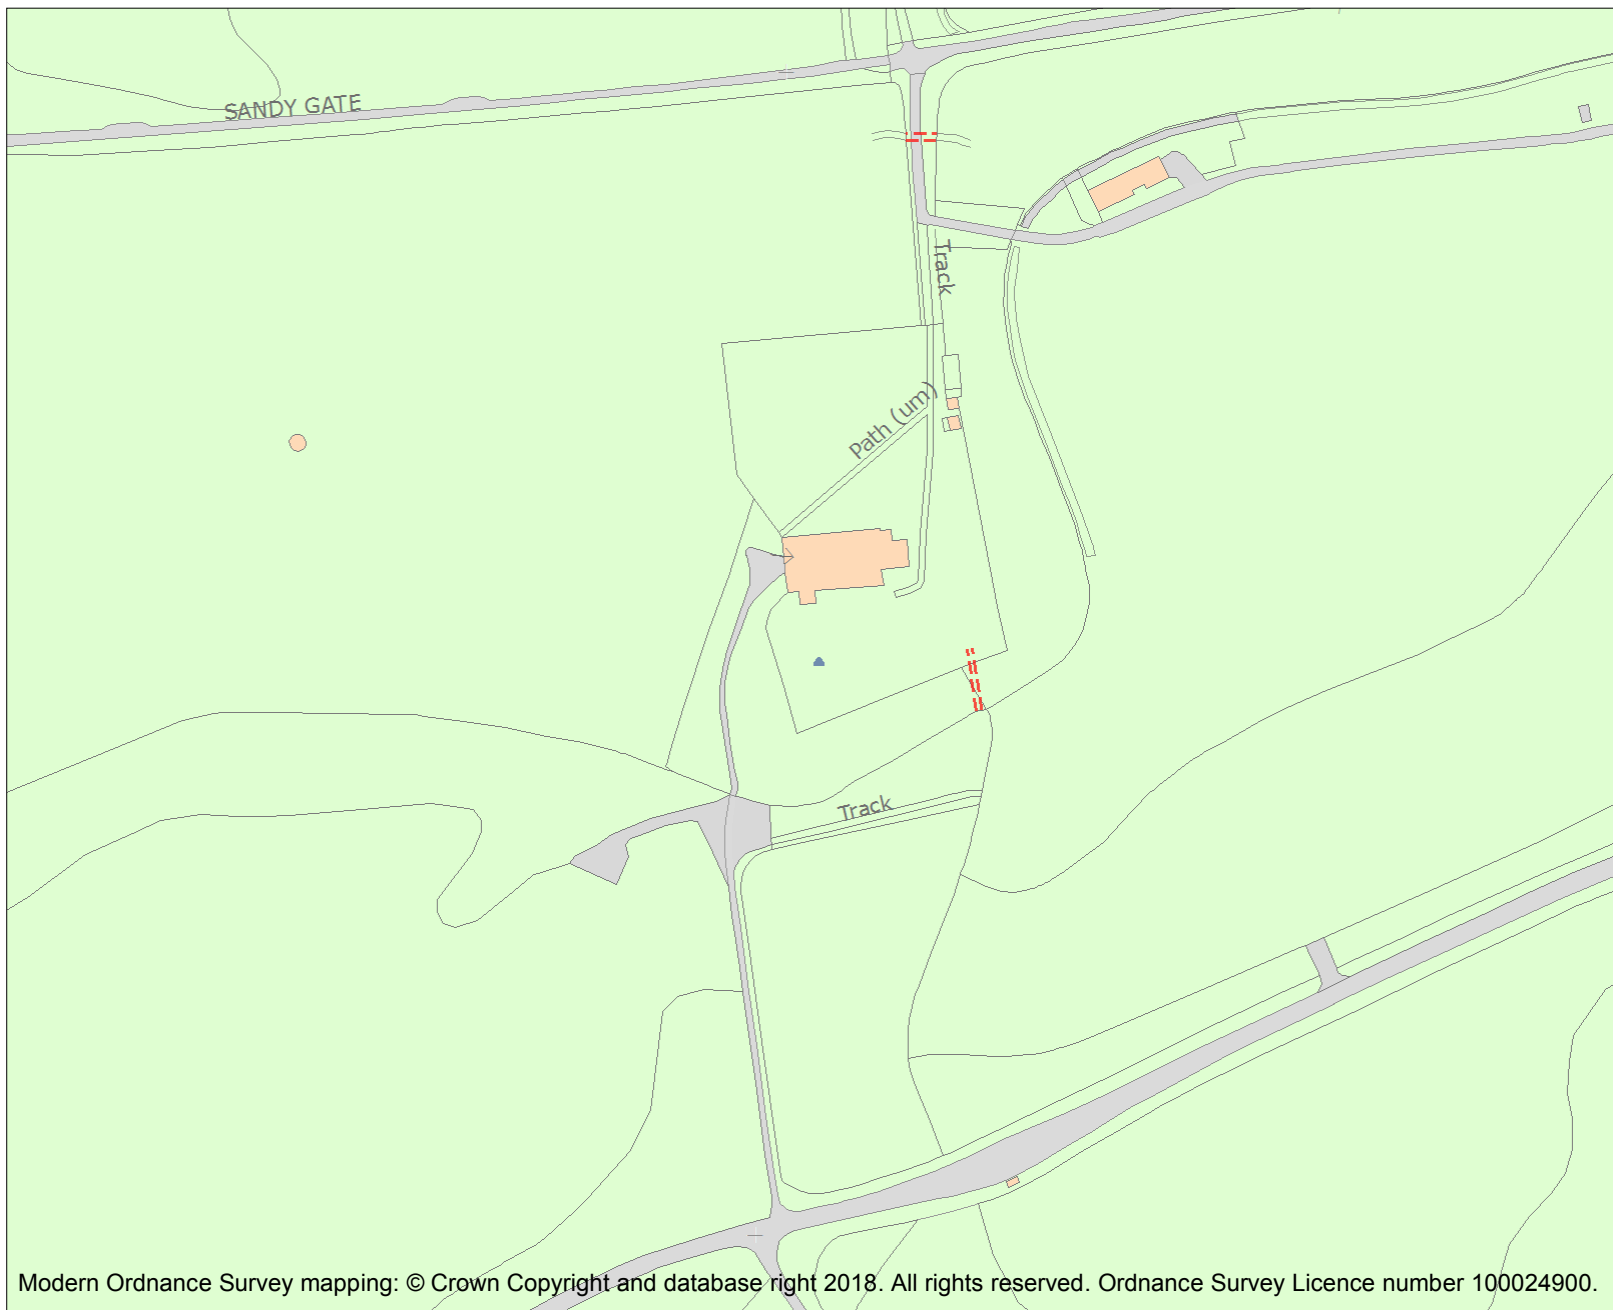 SANDY GATE
Track
Path (um)
Track
Modern Ordnance Survey mapping: © Crown Copyright and database right 2018. All rights reserved. Ordnance Survey Licence number 100024900.